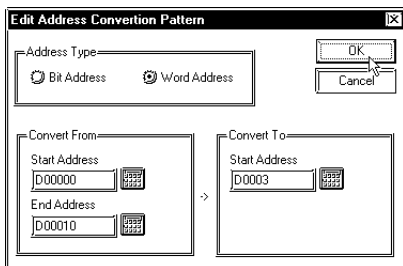 Edit Address Convertion Pattern
Address Type
Bit Address
Word Address
OK
Cancel
Convert From
Start Address
D00000
End Address
D00010
->
Convert To
Start Address
D0003